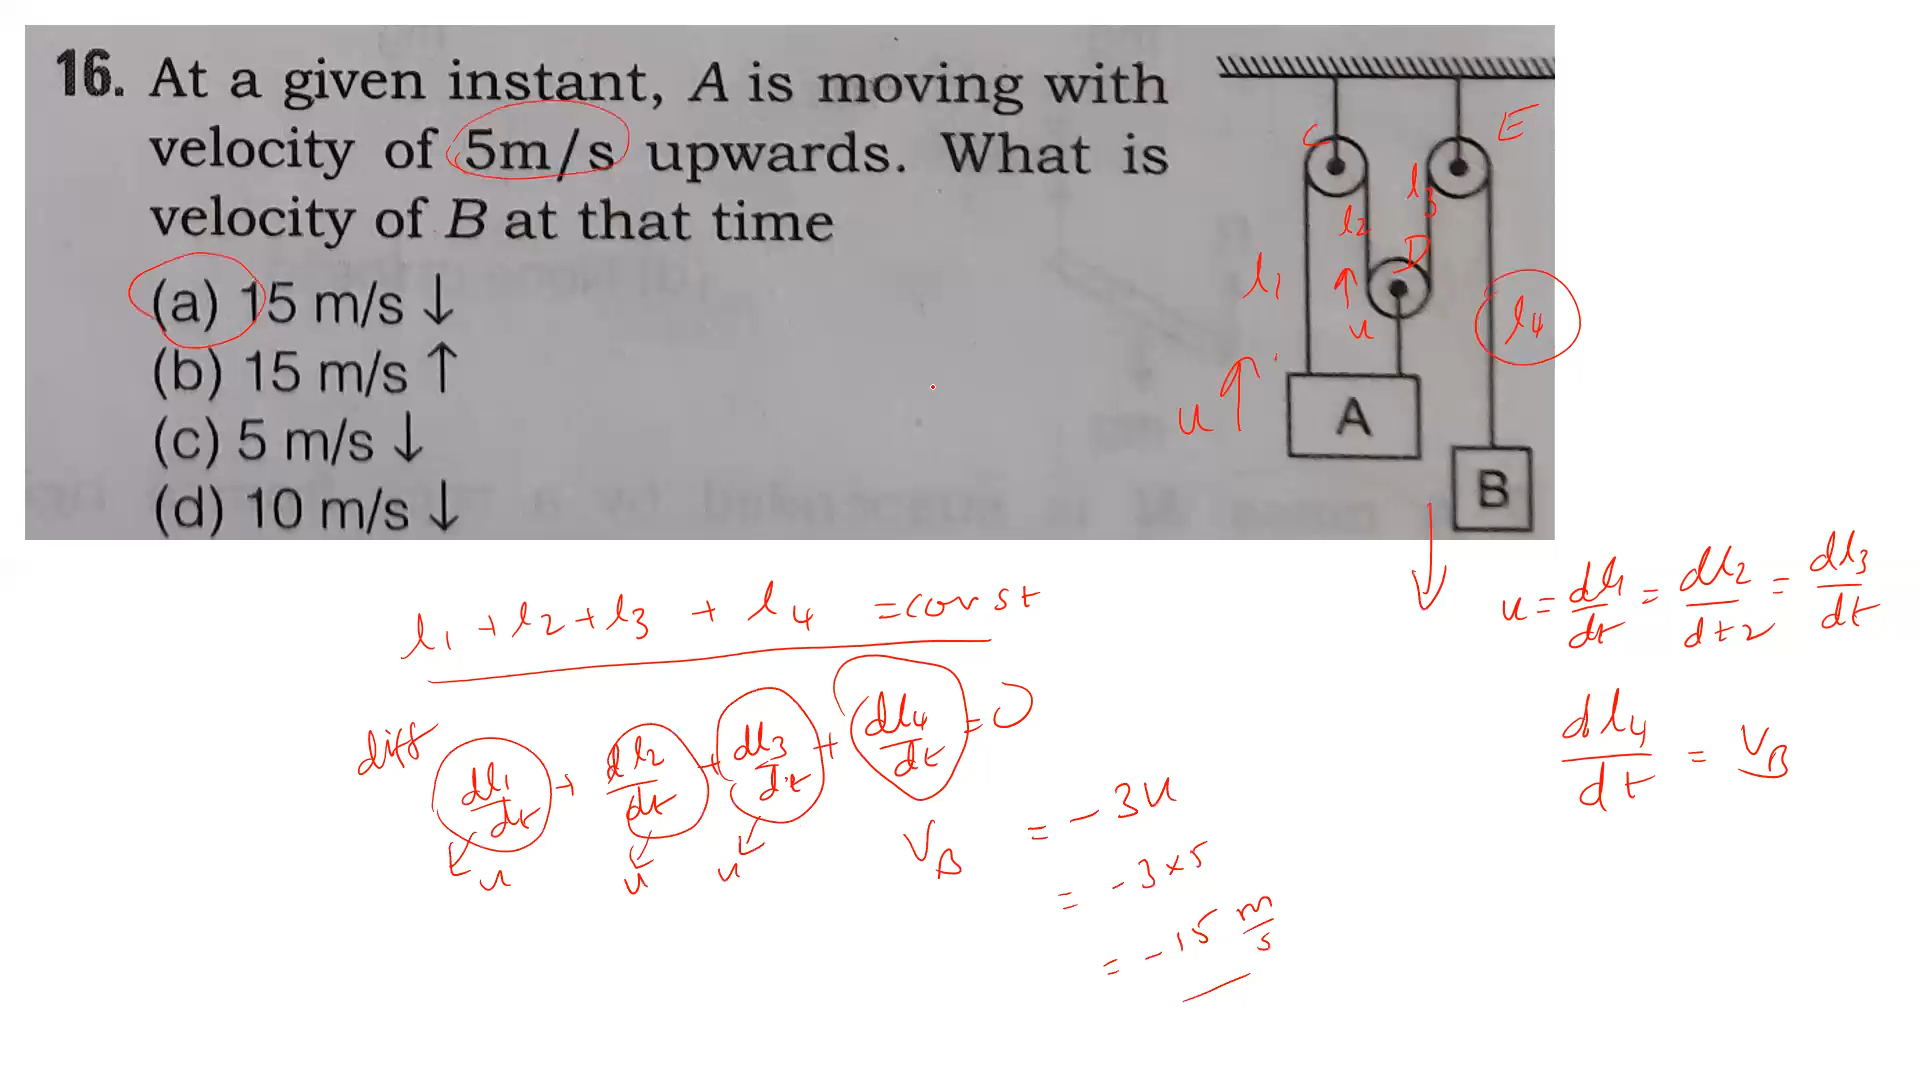 16. At a given instant, A is moving with
velocity of 5m/s upwards. What is
velocity of B at that time
(a) 15 m/s ↓
(b) 15 m/s ↑
(c) 5 m/s ↓
(d) 10 m/s ↓
C
E
l3
l2
D
l1
u
l4
u
A
B
l1 + l2 + l3 + l4 = const
u = dl1/dt = dl2/dt2 = dl3/dt
diff dl1/dt + dl2/dt + dl3/dt + dl4/dt = 0
dl4/dt = VB
u u u VB = -3u
= -3×5
= -15 m/s